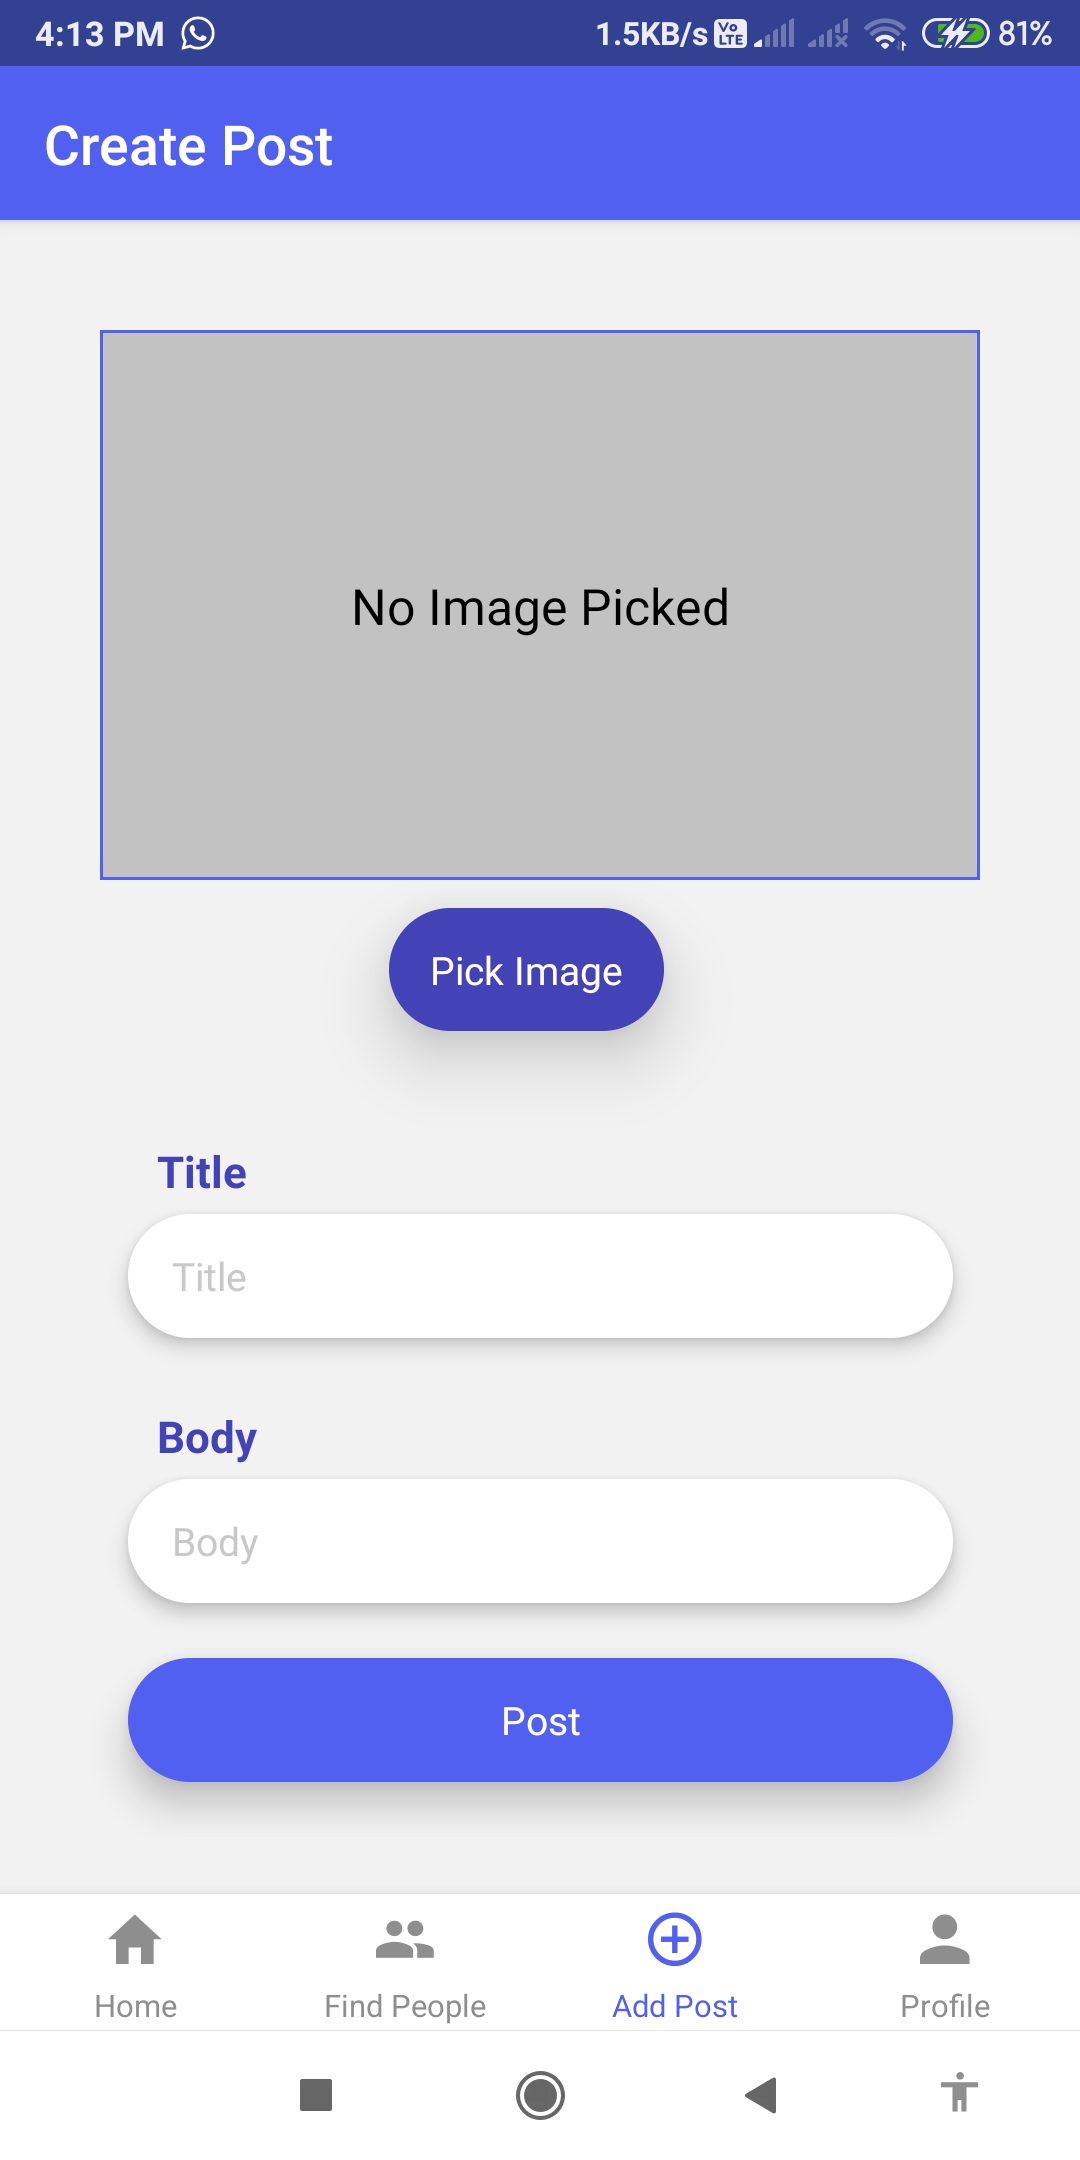 4:13 PM 1.5KB/s Vo LTE 81%
Create Post
No Image Picked
Pick Image
Title
Title
Body
Body
Post
Home Find People Add Post Profile